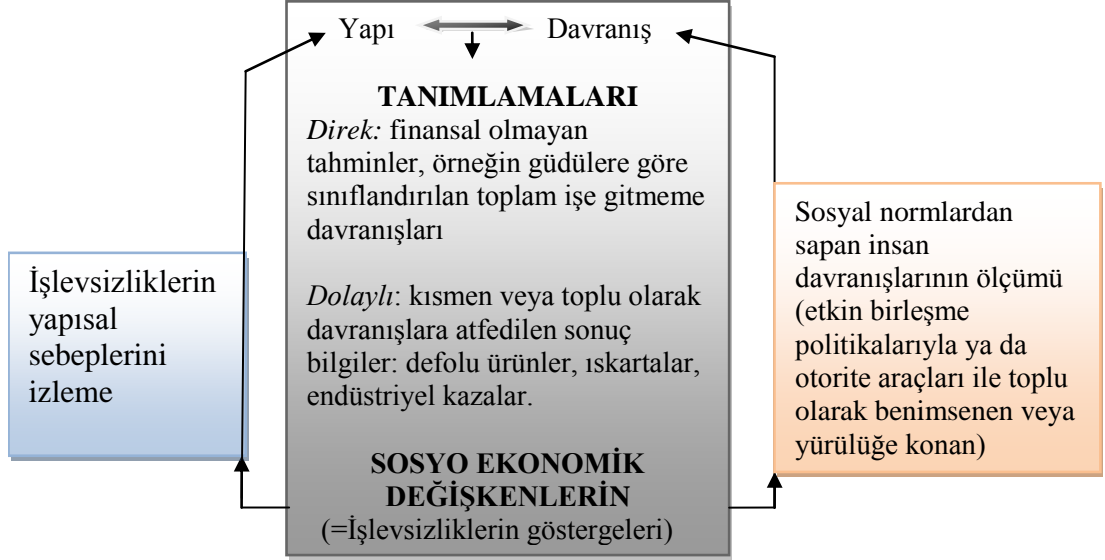 Yapı Davranış
TANIMLAMALARI
Direk: finansal olmayan
tahminler, örneğin güdülere göre
sınıflandırılan toplam işe gitmeme
davranışları
Dolaylı: kısmen veya toplu olarak
davranışlara atfedilen sonuç
bilgiler: defolu ürünler, ıskartalar,
endüstriyel kazalar.
SOSYO EKONOMİK
DEĞİŞKENLERİN
(=İşlevsizliklerin göstergeleri)
İşlevsizliklerin
yapısal
sebeplerini
izleme
Sosyal normlardan
sapan insan
davranışlarının ölçümü
(etkin birleşme
politikalarıyla ya da
otorite araçları ile toplu
olarak benimsenen veya
yürülüğe konan)